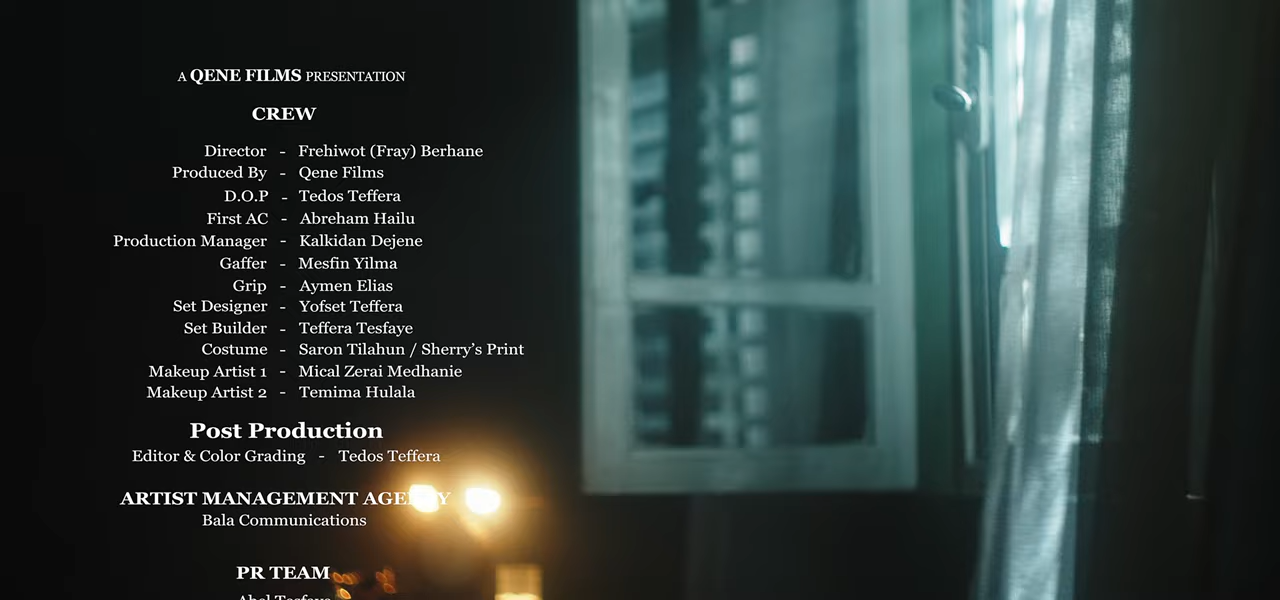 A QENE FILMS PRESENTATION
CREW
Director - Frehiwot (Fray) Berhane
Produced By - Qene Films
D.O.P - Tedos Teffera
First AC - Abreham Hailu
Production Manager - Kalkidan Dejene
Gaffer - Mesfin Yilma
Grip - Aymen Elias
Set Designer - Yofset Teffera
Set Builder - Teffera Tesfaye
Costume - Saron Tilahun / Sherry's Print
Makeup Artist 1 - Mical Zerai Medhanie
Makeup Artist 2 - Temima Hulala
Post Production
Editor & Color Grading - Tedos Teffera
ARTIST MANAGEMENT AGENCY
Bala Communications
PR TEAM
Abel Tesfaye